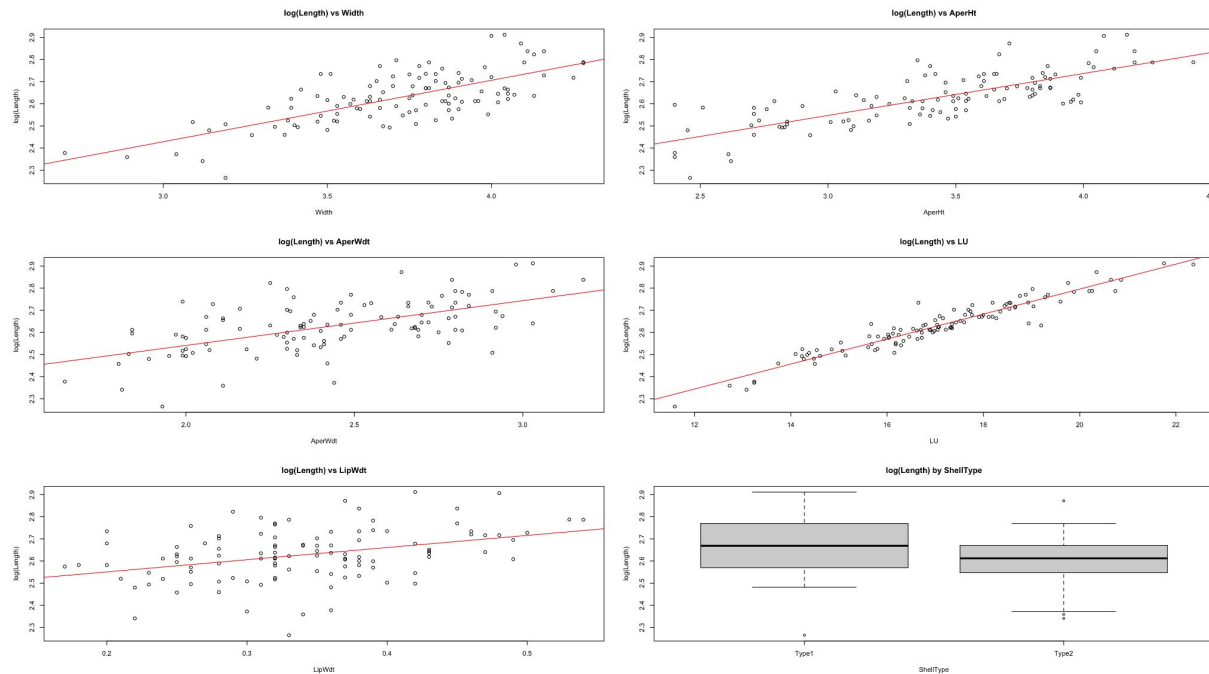 log(Length) vs Width
log(Length)
2.3 2.4 2.5 2.6 2.7 2.8 2.9
3.0 3.5 4.0
Width
log(Length) vs AperHt
log(Length)
2.3 2.4 2.5 2.6 2.7 2.8 2.9
2.5 3.0 3.5 4.0
AperHt
log(Length) vs AperWdt
log(Length)
2.3 2.4 2.5 2.6 2.7 2.8 2.9
2.0 2.5 3.0
AperWdt
log(Length) vs LU
log(Length)
2.3 2.4 2.5 2.6 2.7 2.8 2.9
12 14 16 18 20 22
LU
log(Length) vs LipWdt
log(Length)
2.3 2.4 2.5 2.6 2.7 2.8 2.9
0.2 0.3 0.4 0.5
LipWdt
log(Length) by ShellType
log(Length)
2.3 2.4 2.5 2.6 2.7 2.8 2.9
Type1 Type2
ShellType